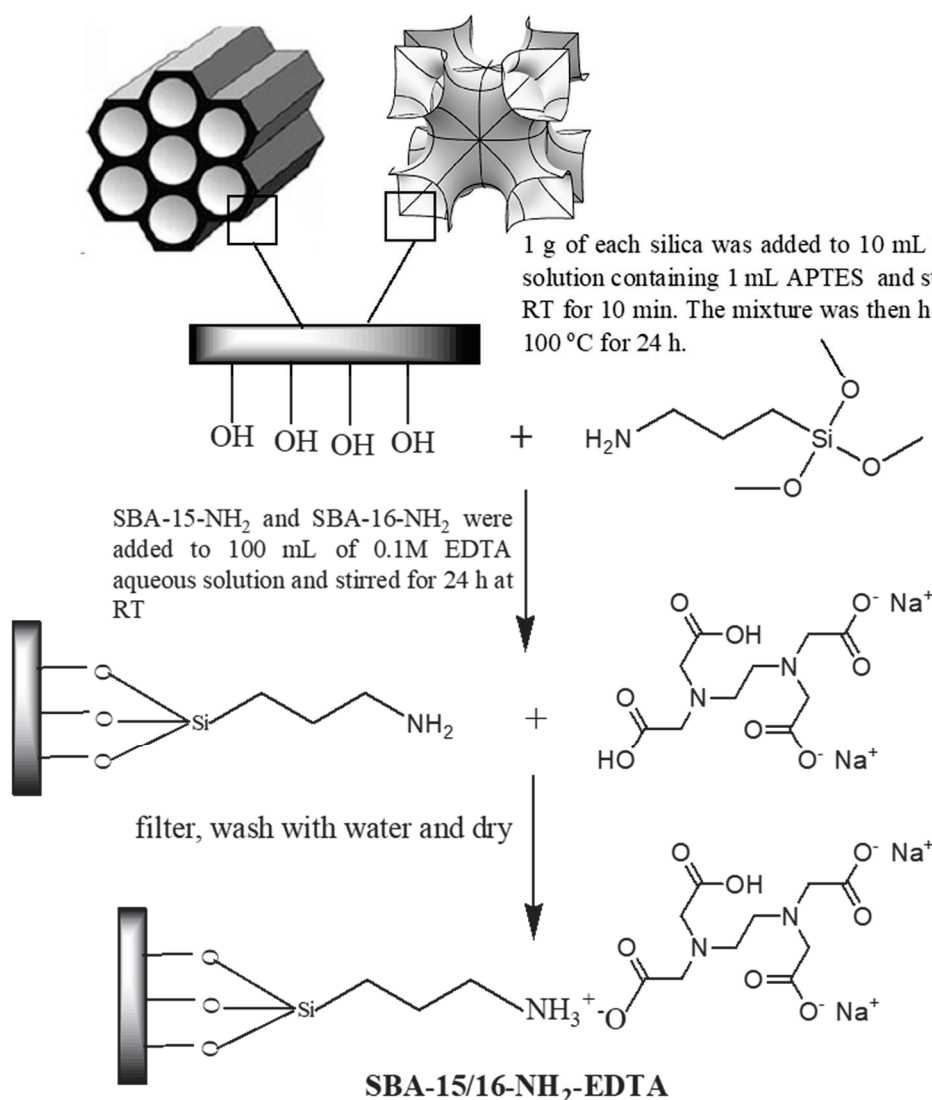 1 g of each silica was added to 10 mL
solution containing 1 mL APTES and
RT for 10 min. The mixture was then
100 °C for 24 h.
OH OH OH OH + H₂N Si O O O
SBA-15-NH₂ and SBA-16-NH₂ were
added to 100 mL of 0.1M EDTA
aqueous solution and stirred for 24 h at
RT
O O O Si NH₂ + O OH O HO N N O O⁻ Na⁺ O O⁻ Na⁺
filter, wash with water and dry
O O O Si NH₃⁺ ⁻O O O OH N N O O⁻ Na⁺ O O⁻ Na⁺
SBA-15/16-NH₂-EDTA